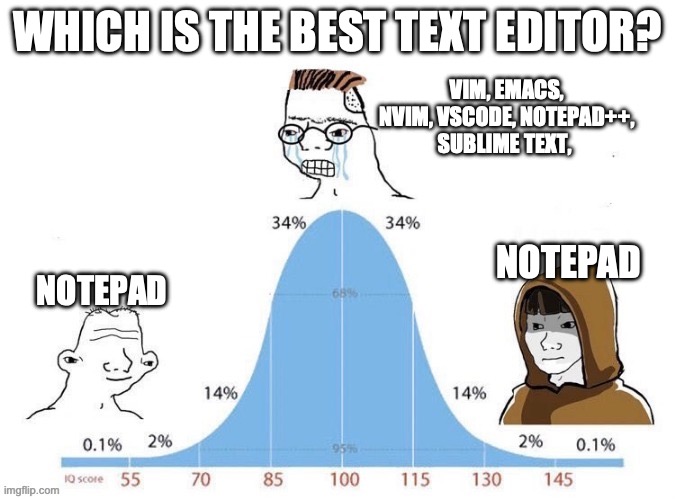 WHICH IS THE BEST TEXT EDITOR?
VIM, EMACS,
NVIM, VSCODE, NOTEPAD++,
SUBLIME TEXT,
34%
34%
NOTEPAD
NOTEPAD
68%
14%
14%
0.1%
2%
95%
2%
0.1%
IQ score
55
70
85
100
115
130
145
imgflip.com